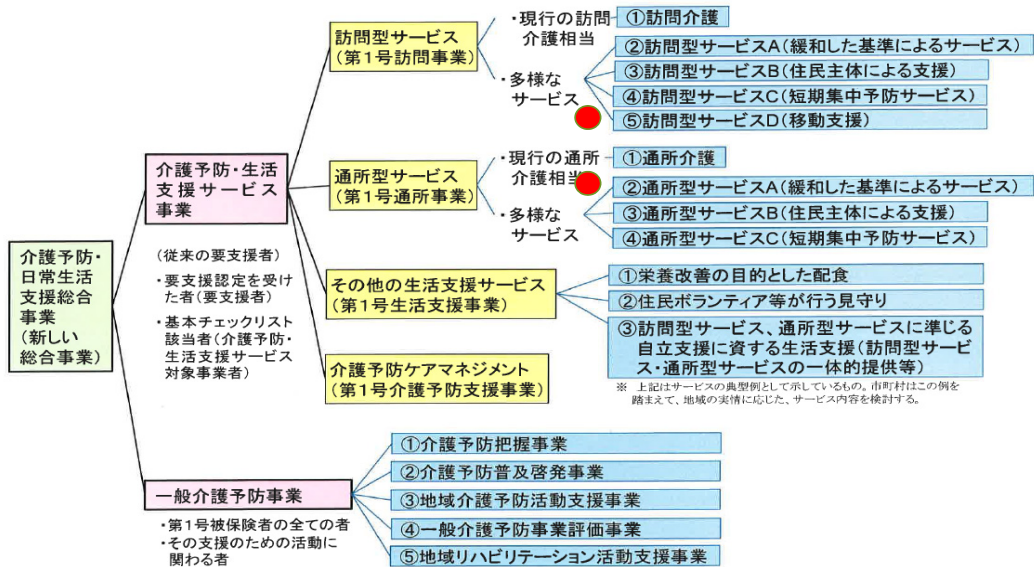 訪問型サービス
(第1号訪問事業)
・現行の訪問
介護相当
①訪問介護
・多様な
サービス
②訪問型サービスA(緩和した基準によるサービス)
③訪問型サービスB(住民主体による支援)
④訪問型サービスC(短期集中予防サービス)
⑤訪問型サービスD(移動支援)
介護予防・生活
支援サービス
事業
通所型サービス
(第1号通所事業)
・現行の通所
介護相当
①通所介護
・多様な
サービス
②通所型サービスA(緩和した基準によるサービス)
③通所型サービスB(住民主体による支援)
④通所型サービスC(短期集中予防サービス)
介護予防・
日常生活
支援総合
事業
(新しい
総合事業)
(従来の要支援者)
・要支援認定を受け
た者(要支援者)
・基本チェックリスト
該当者(介護予防・
生活支援サービス
対象事業者)
その他の生活支援サービス
(第1号生活支援事業)
①栄養改善の目的とした配食
②住民ボランティア等が行う見守り
③訪問型サービス、通所型サービスに準じる
自立支援に資する生活支援(訪問型サービ
ス・通所型サービスの一体的提供等)
※ 上記はサービスの典型例として示しているもの。市町村はこの例を
踏まえて、地域の実情に応じた、サービス内容を検討する。
介護予防ケアマネジメント
(第1号介護予防支援事業)
一般介護予防事業
・第1号被保険者の全ての者
・その支援のための活動に
関わる者
①介護予防把握事業
②介護予防普及啓発事業
③地域介護予防活動支援事業
④一般介護予防事業評価事業
⑤地域リハビリテーション活動支援事業